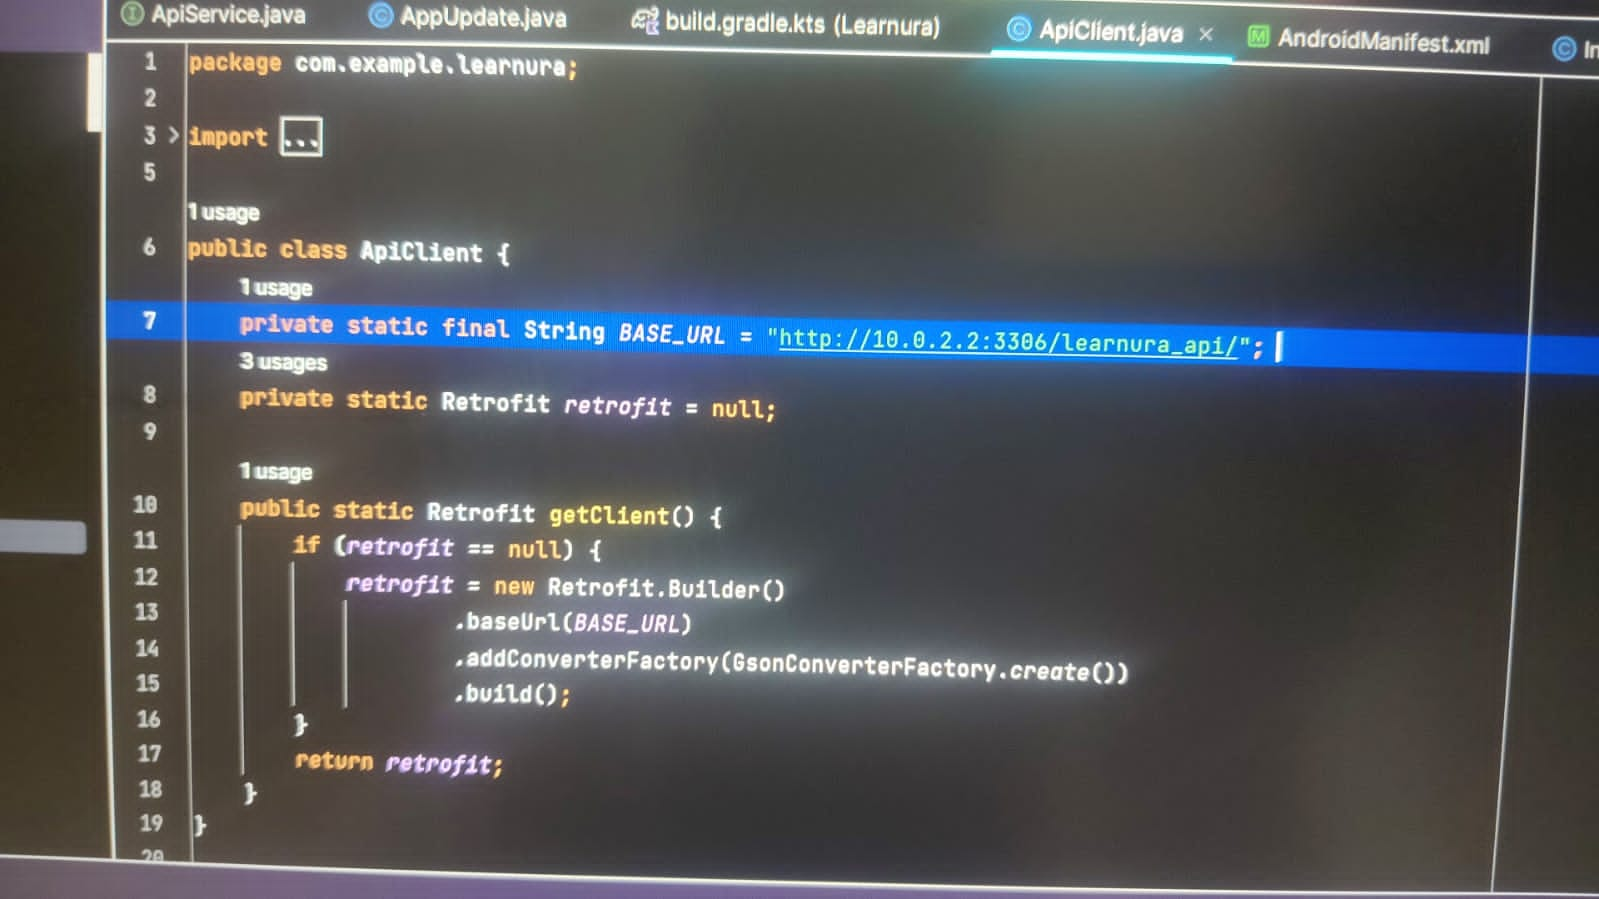 ApiService.java AppUpdate.java build.gradle.kts (Learnura) ApiClient.java × AndroidManifest.xml
1 package com.example.learnura;
2
3 > import ...
5
1 usage
6 public class ApiClient {
1 usage
7 private static final String BASE_URL = "http://10.0.2.2:3306/learnura_api/";
3 usages
8 private static Retrofit retrofit = null;
9
1 usage
10 public static Retrofit getClient() {
11 if (retrofit == null) {
12 retrofit = new Retrofit.Builder()
13 .baseUrl(BASE_URL)
14 .addConverterFactory(GsonConverterFactory.create())
15 .build();
16 }
17 return retrofit;
18 }
19 }
20